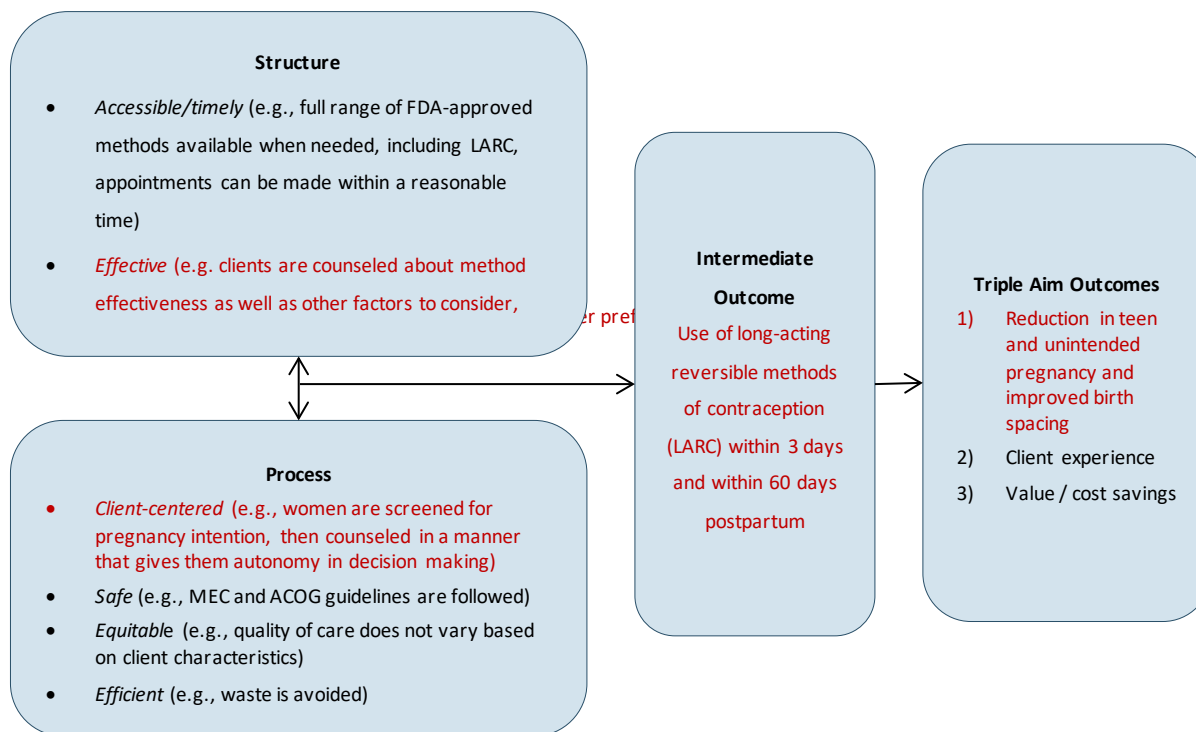 Structure
• Accessible/timely (e.g., full range of FDA-approved
methods available when needed, including LARC,
appointments can be made within a reasonable
time)
• Effective (e.g. clients are counseled about method
effectiveness as well as other factors to consider,
er pref
Process
• Client-centered (e.g., women are screened for
pregnancy intention, then counseled in a manner
that gives them autonomy in decision making)
• Safe (e.g., MEC and ACOG guidelines are followed)
• Equitable (e.g., quality of care does not vary based
on client characteristics)
• Efficient (e.g., waste is avoided)
Intermediate
Outcome
Use of long-acting
reversible methods
of contraception
(LARC) within 3 days
and within 60 days
postpartum
Triple Aim Outcomes
1) Reduction in teen
and unintended
pregnancy and
improved birth
spacing
2) Client experience
3) Value / cost savings